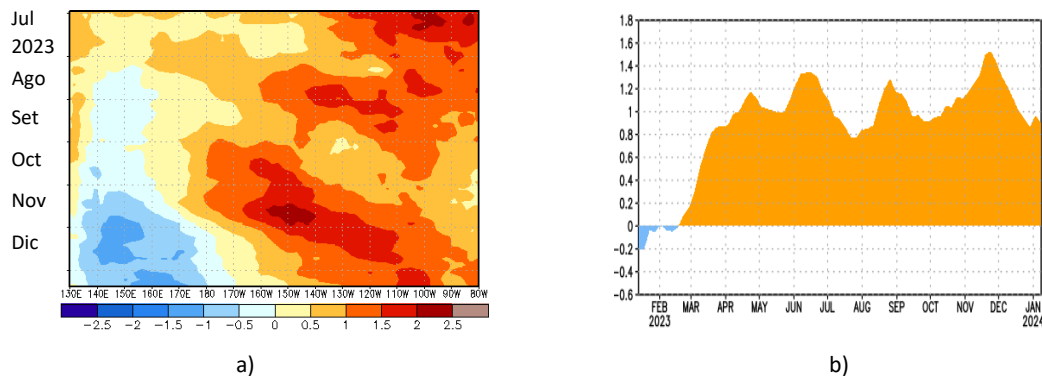 Jul
2023
Ago
Set
Oct
Nov
Dic
130E 140E 150E 160E 170E 180 170W 160W 150W 140W 130W 120W 110W 100W 90W 80W
-2.5 -2 -1.5 -1 -0.5 0 0.5 1 1.5 2 2.5
a)
1.8
1.6
1.4
1.2
1
0.8
0.6
0.4
0.2
0
-0.2
-0.4
-0.6
FEB MAR APR MAY JUN JUL AUG SEP OCT NOV DEC JAN
2023 2024
b)